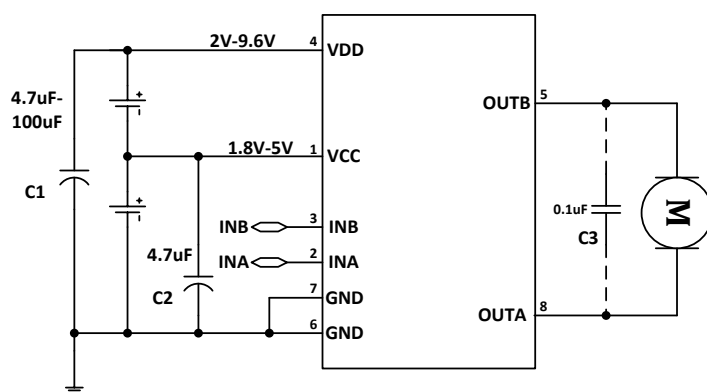 2V-9.6V
4
VDD
4.7uF-
100uF
+
-
5
OUTB
1.8V-5V
1
VCC
C1
+
-
0.1uF
M
INB
3
INB
C3
4.7uF
INA
2
INA
C2
7
GND
6
GND
8
OUTA